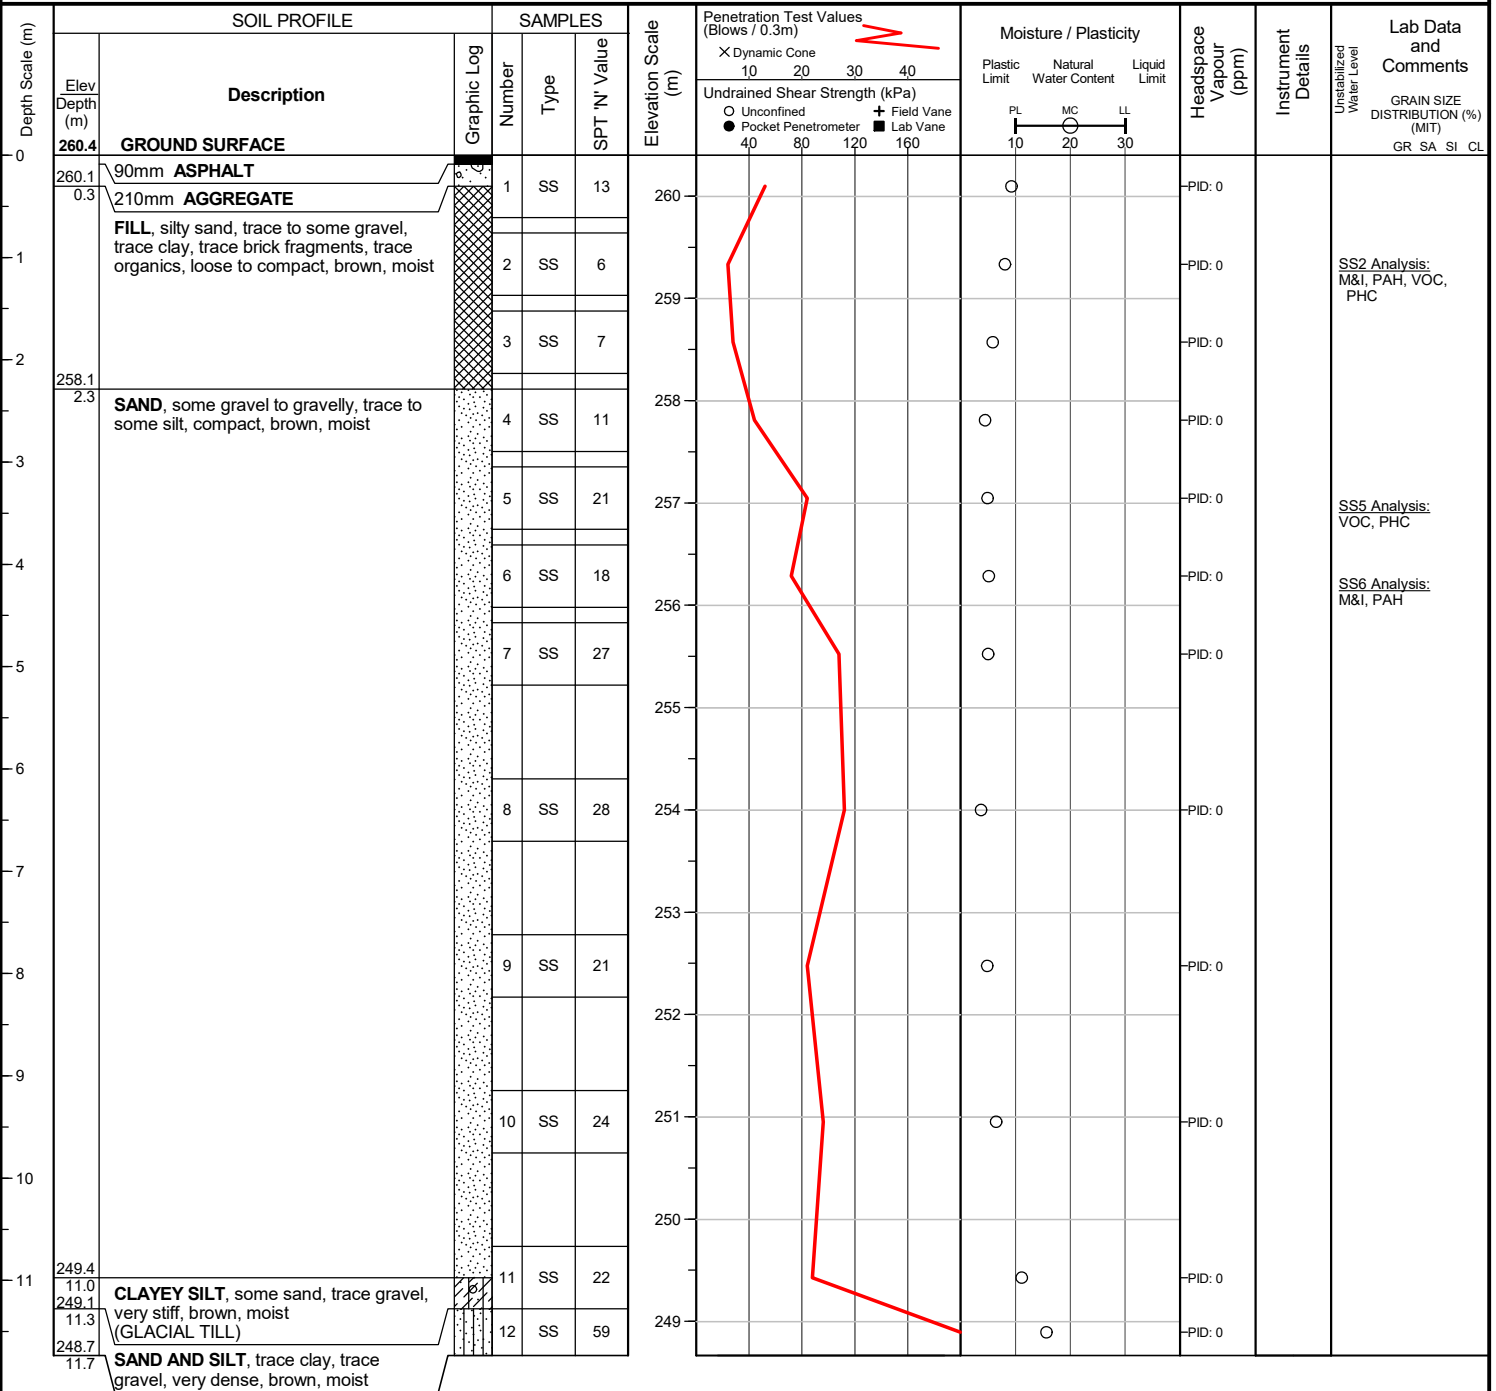 SOIL PROFILE
SAMPLES
Depth Scale (m)
Elev
Depth
(m)
Description
Graphic Log
Number
Type
SPT 'N' Value
Elevation Scale
(m)
Penetration Test Values
(Blows / 0.3m)
× Dynamic Cone
10 20 30 40
Undrained Shear Strength (kPa)
Unconfined
Field Vane
Pocket Penetrometer
Lab Vane
40 80 120 160
Moisture / Plasticity
Plastic
Limit
Natural
Water Content
Liquid
Limit
PL MC LL
10 20 30
Headspace
Vapour
(ppm)
Instrument
Details
Unstabilized
Water Level
Lab Data
and
Comments
GRAIN SIZE
DISTRIBUTION (%)
(MIT)
GR SA SI CL
260.4 GROUND SURFACE
0
90mm ASPHALT
260.1
0.3
210mm AGGREGATE
FILL, silty sand, trace to some gravel,
trace clay, trace brick fragments, trace
organics, loose to compact, brown, moist
258.1
2.3
SAND, some gravel to gravelly, trace to
some silt, compact, brown, moist
249.4
11.0
CLAYEY SILT, some sand, trace gravel,
very stiff, brown, moist
(GLACIAL TILL)
249.1
11.3
248.7
11.7
SAND AND SILT, trace clay, trace
gravel, very dense, brown, moist
1
2
3
4
5
6
7
8
9
10
11
1 SS 13
2 SS 6
3 SS 7
4 SS 11
5 SS 21
6 SS 18
7 SS 27
8 SS 28
9 SS 21
10 SS 24
11 SS 22
12 SS 59
260
259
258
257
256
255
254
253
252
251
250
249
PID: 0
PID: 0
PID: 0
PID: 0
PID: 0
PID: 0
PID: 0
PID: 0
PID: 0
PID: 0
PID: 0
PID: 0
SS2 Analysis:
M&I, PAH, VOC,
PHC
SS5 Analysis:
VOC, PHC
SS6 Analysis:
M&I, PAH